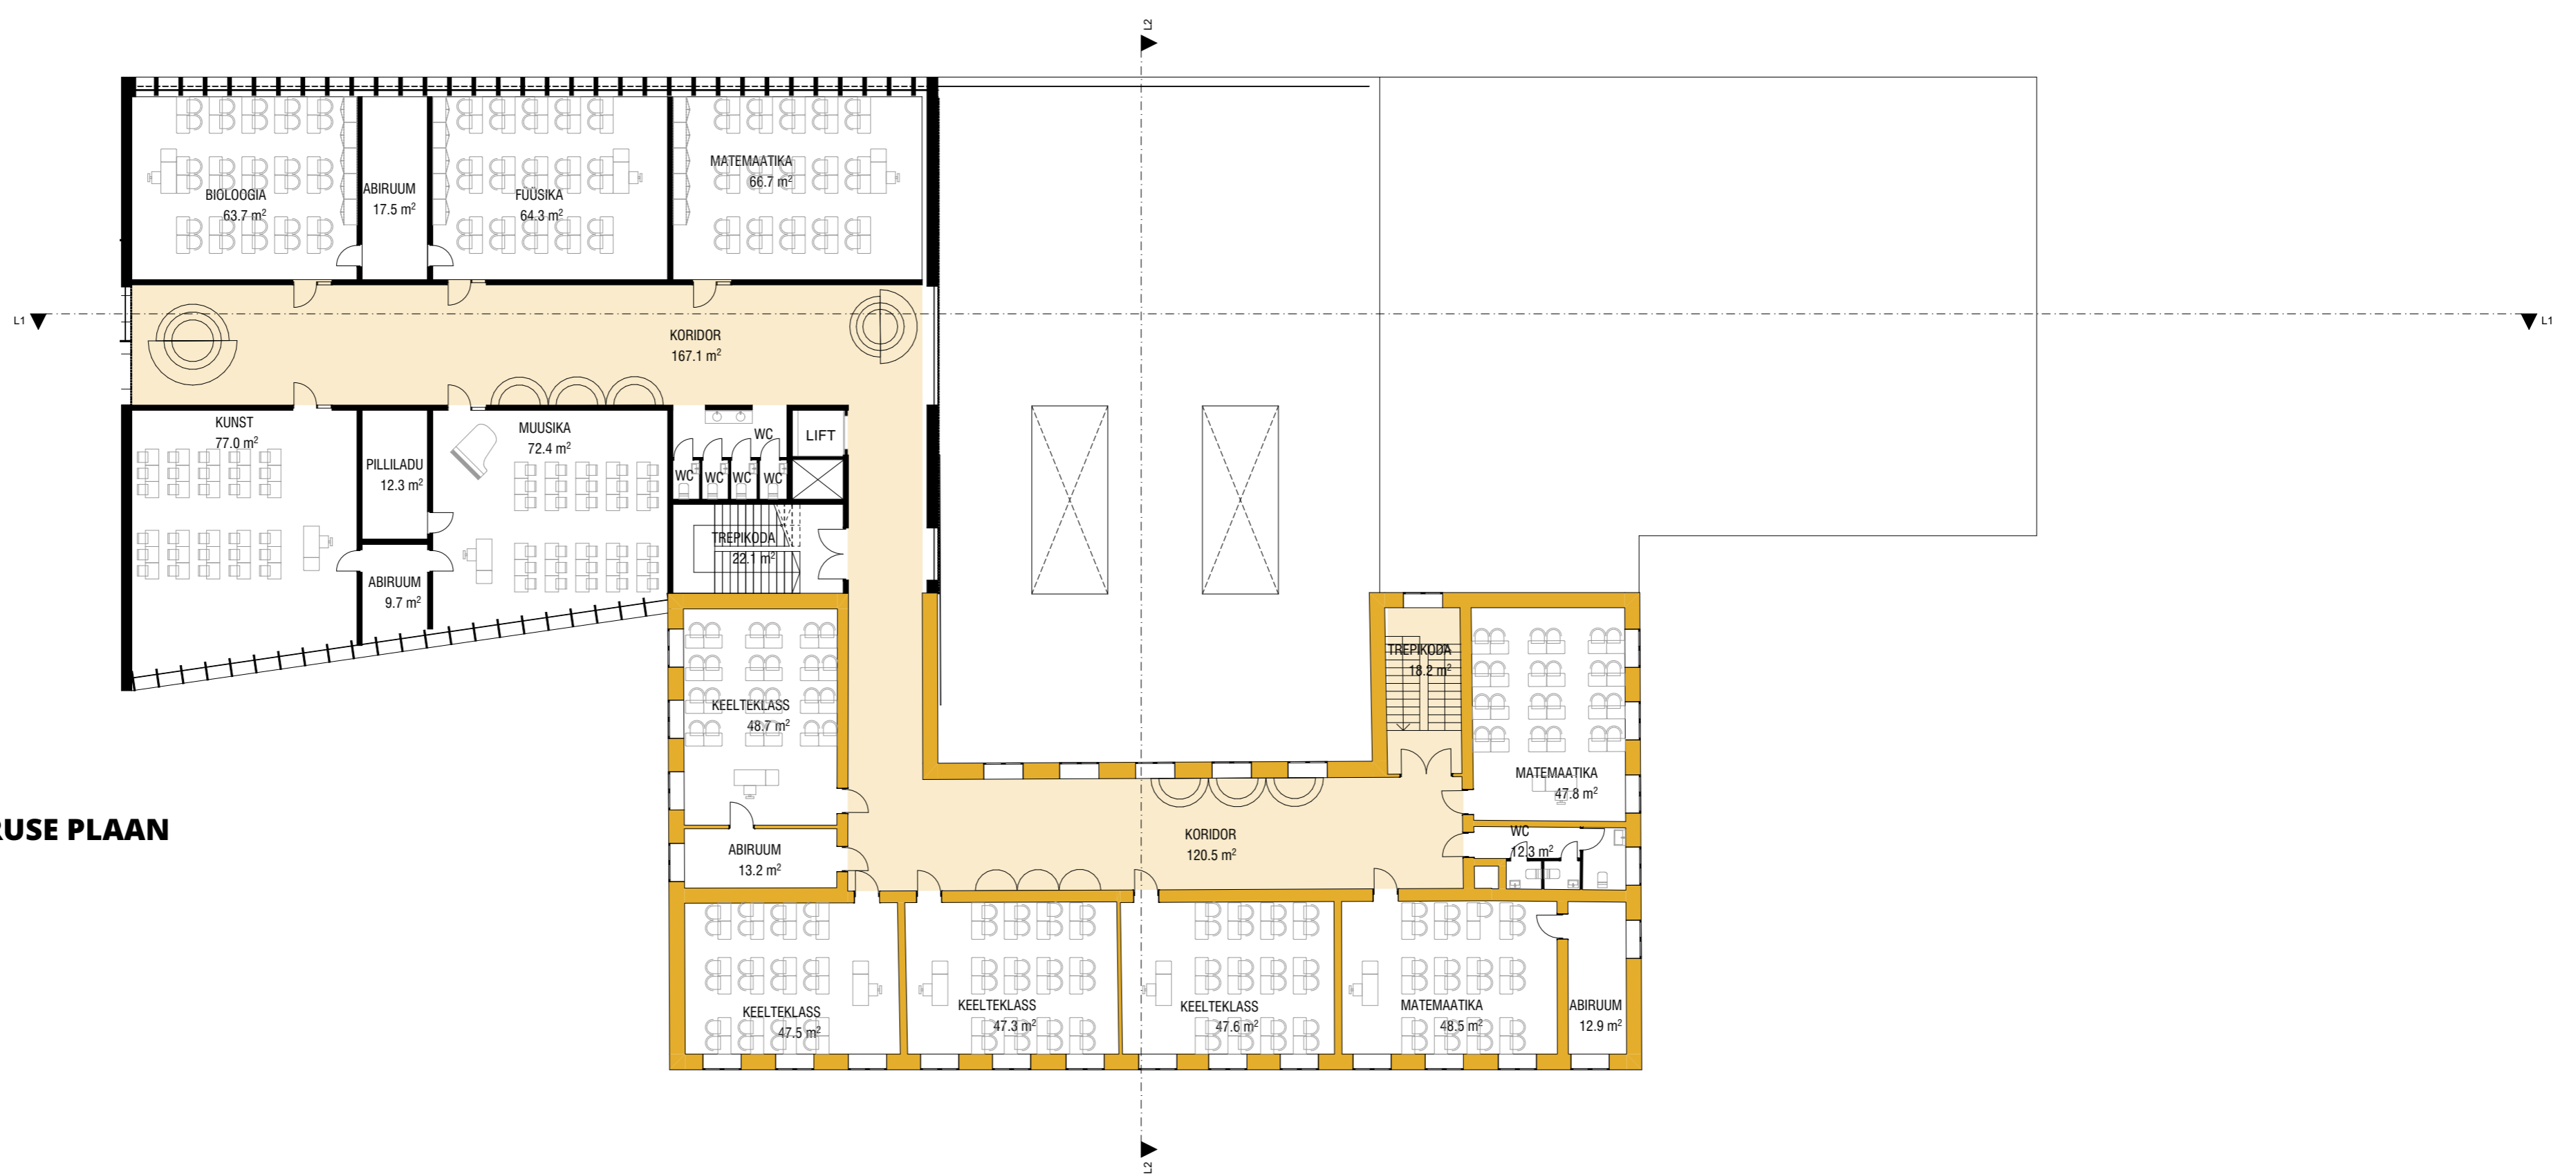 L2
BIOLOOGIA
63.7 m²
ABIRUUM
17.5 m²
FÜÜSIKA
64.3 m²
MATEMAATIKA
66.7 m²
L1
L1
KORIDOR
167.1 m²
KUNST
77.0 m²
PILLILADU
12.3 m²
MUUSIKA
72.4 m²
WC
LIFT
WC
WC
WC
WC
TREPIKODA
22.1 m²
ABIRUUM
9.7 m²
TREPIKODA
18.2 m²
KEELTEKLASS
48.7 m²
MATEMAATIKA
47.8 m²
RUSE PLAAN
KORIDOR
120.5 m²
WC
12.3 m²
ABIRUUM
13.2 m²
KEELTEKLASS
47.5 m²
KEELTEKLASS
47.3 m²
KEELTEKLASS
47.6 m²
MATEMAATIKA
48.5 m²
ABIRUUM
12.9 m²
L2